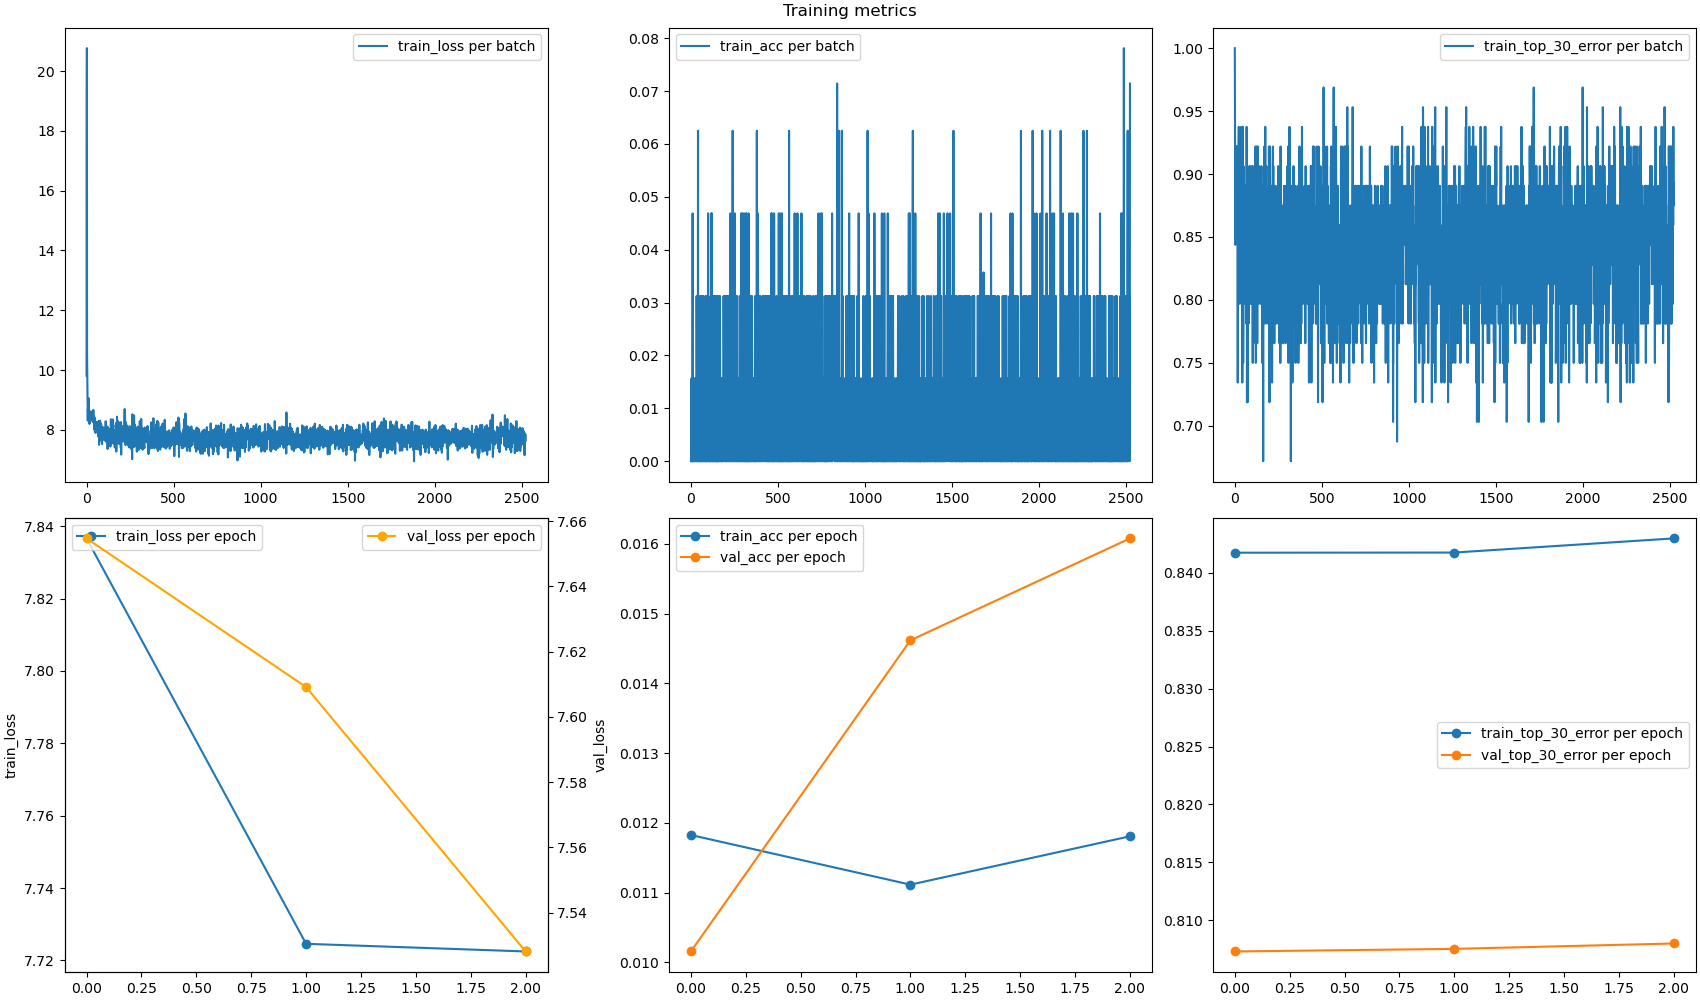 Training metrics
train_loss per batch
20
18
16
14
12
10
8
0 500 1000 1500 2000 2500
train_acc per batch
0.08
0.07
0.06
0.05
0.04
0.03
0.02
0.01
0.00
0 500 1000 1500 2000 2500
train_top_30_error per batch
1.00
0.95
0.90
0.85
0.80
0.75
0.70
0 500 1000 1500 2000 2500
train_loss per epoch
val_loss per epoch
train_loss
7.84
7.82
7.80
7.78
7.76
7.74
7.72
0.00 0.25 0.50 0.75 1.00 1.25 1.50 1.75 2.00
7.66
7.64
7.62
7.60
7.58
7.56
7.54
val_loss
train_acc per epoch
val_acc per epoch
0.016
0.015
0.014
0.013
0.012
0.011
0.010
0.00 0.25 0.50 0.75 1.00 1.25 1.50 1.75 2.00
0.840
0.835
0.830
0.825
0.820
0.815
0.810
train_top_30_error per epoch
val_top_30_error per epoch
0.00 0.25 0.50 0.75 1.00 1.25 1.50 1.75 2.00